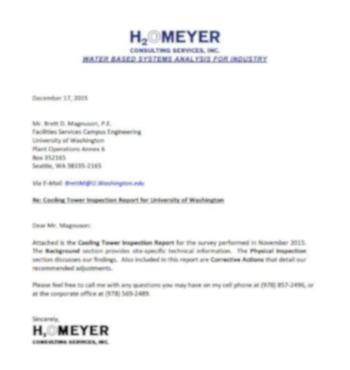 H2OMEYER
CONSULTING SERVICES, INC.
WATER BASED SYSTEMS ANALYSIS FOR INDUSTRY
December 17, 2015
Mr. Brett D. Magnuson, P.E.
Facilities Services Campus Engineering
University of Washington
Plant Operations Annex 6
Box 352165
Seattle, WA 98195-2165
Via E-Mail: BrettM@U.Washington.edu
Re: Cooling Tower Inspection Report for University of Washington
Dear Mr. Magnuson:
Attached is the Cooling Tower Inspection Report for the survey performed in November 2015.
The Background section provides site-specific technical information. The Physical Inspection
section discusses our findings. Also included in this report are Corrective Actions that detail our
recommended adjustments.
Please feel free to call me with any questions you may have on my cell phone at (978) 857-2496, or
at the corporate office at (978) 569-2489.
Sincerely,
H2OMEYER
CONSULTING SERVICES, INC.